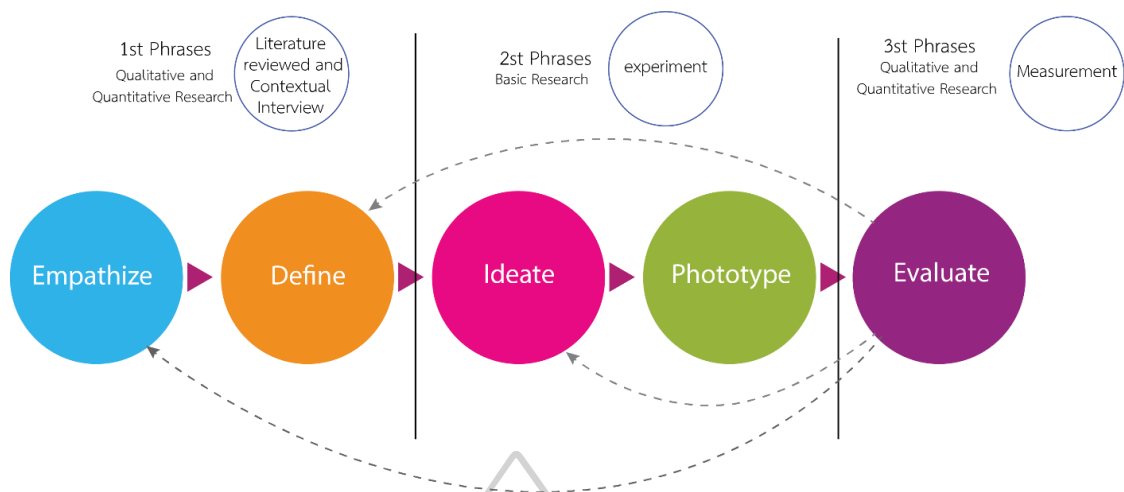 1st Phrases
Qualitative and
Quantitative Research
Literature
reviewed and
Contextual
Interview
2st Phrases
Basic Research
experiment
3st Phrases
Qualitative and
Quantitative Research
Measurement
Empathize
Define
Ideate
Phototype
Evaluate